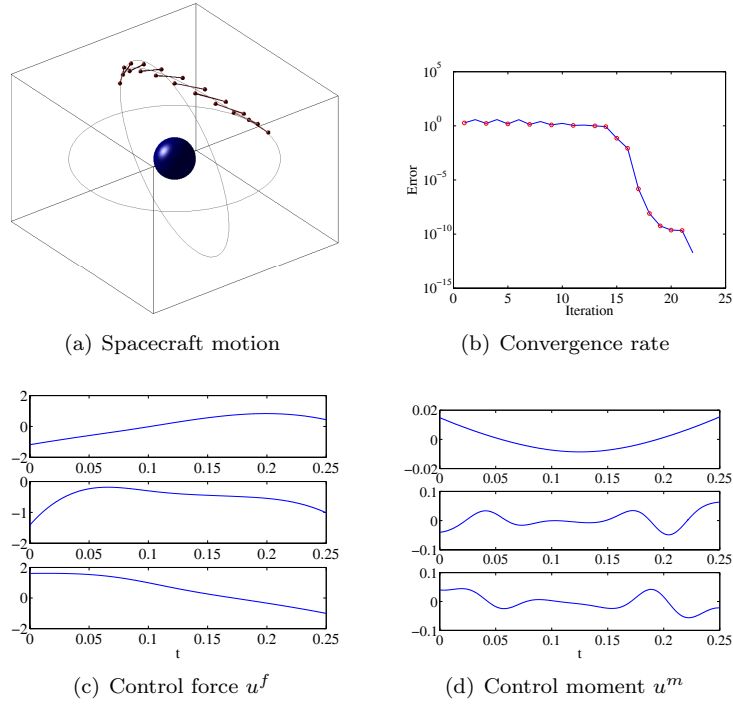 10^5
10^0
10^-5
10^-10
10^-15
Error
0 5 10 15 20 25
Iteration
(a) Spacecraft motion
(b) Convergence rate
2
0
−2
0 0.05 0.1 0.15 0.2 0.25
0
−1
−2
0 0.05 0.1 0.15 0.2 0.25
2
0
−2
0 0.05 0.1 0.15 0.2 0.25
t
(c) Control force u^f
0.02
0
−0.02
0 0.05 0.1 0.15 0.2 0.25
0.1
0
−0.1
0 0.05 0.1 0.15 0.2 0.25
0.1
0
−0.1
0 0.05 0.1 0.15 0.2 0.25
t
(d) Control moment u^m